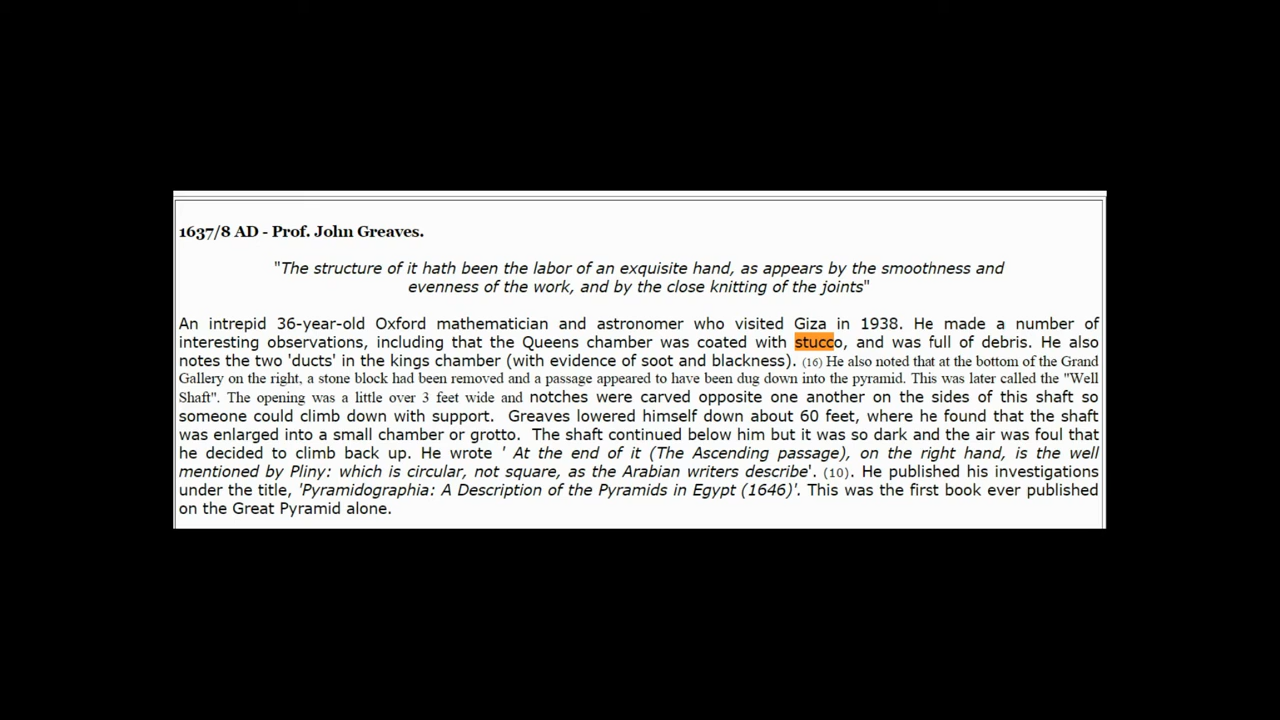 1637/8 AD - Prof. John Greaves.
"The structure of it hath been the labor of an exquisite hand, as appears by the smoothness and
evenness of the work, and by the close knitting of the joints"
An intrepid 36-year-old Oxford mathematician and astronomer who visited Giza in 1938. He made a number of
interesting observations, including that the Queens chamber was coated with stucco, and was full of debris. He also
notes the two 'ducts' in the kings chamber (with evidence of soot and blackness). (16) He also noted that at the bottom of the Grand
Gallery on the right, a stone block had been removed and a passage appeared to have been dug down into the pyramid. This was later called the "Well
Shaft". The opening was a little over 3 feet wide and notches were carved opposite one another on the sides of this shaft so
someone could climb down with support. Greaves lowered himself down about 60 feet, where he found that the shaft
was enlarged into a small chamber or grotto. The shaft continued below him but it was so dark and the air was foul that
he decided to climb back up. He wrote ' At the end of it (The Ascending passage), on the right hand, is the well
mentioned by Pliny: which is circular, not square, as the Arabian writers describe'. (10). He published his investigations
under the title, 'Pyramidographia: A Description of the Pyramids in Egypt (1646)'. This was the first book ever published
on the Great Pyramid alone.